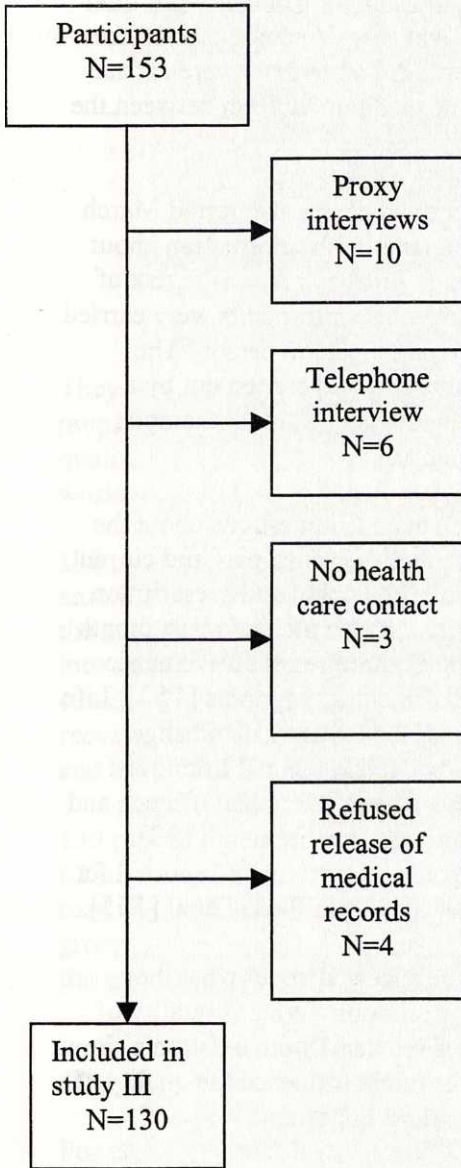 Participants
N=153
Proxy
interviews
N=10
Telephone
interview
N=6
No health
care contact
N=3
Refused
release of
medical
records
N=4
Included in
study III
N=130